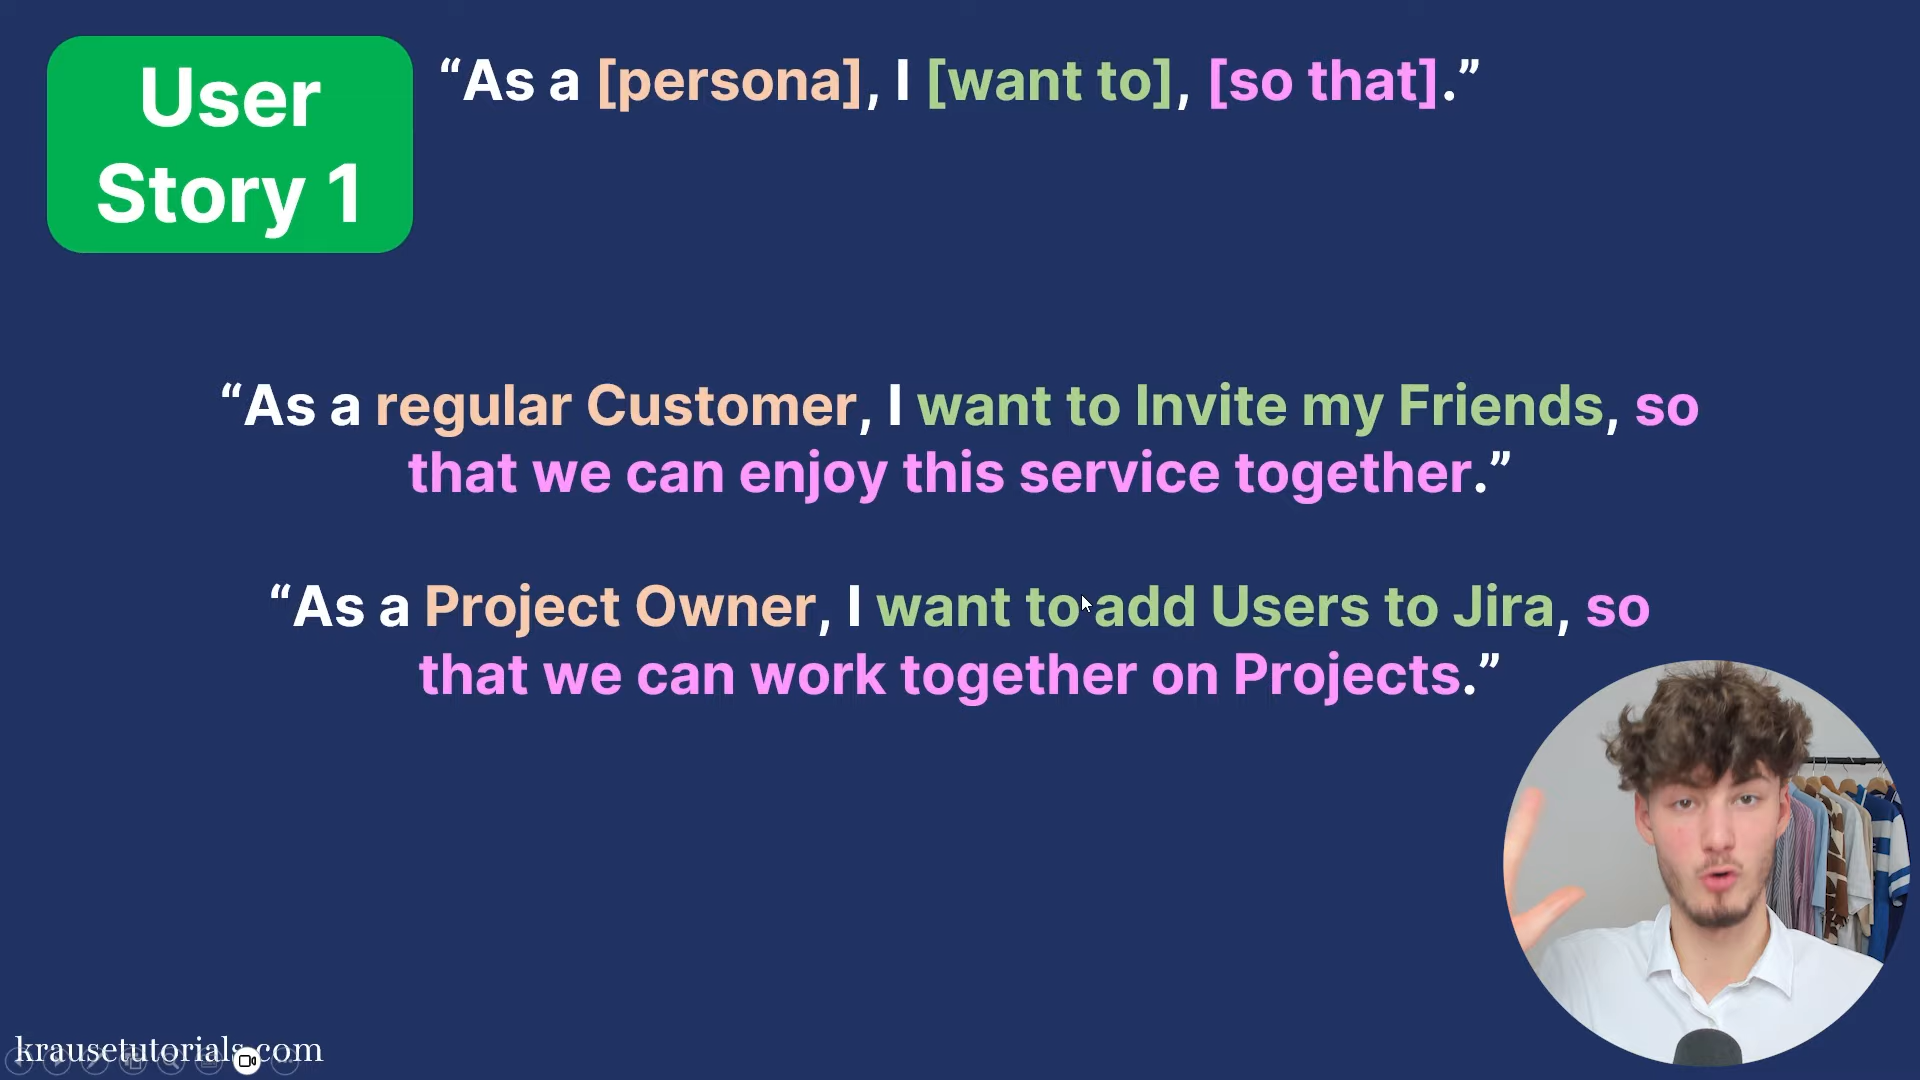 User
Story 1
“As a [persona], I [want to], [so that].”
“As a regular Customer, I want to Invite my Friends, so
that we can enjoy this service together.”
“As a Project Owner, I want to add Users to Jira, so
that we can work together on Projects.”
krausetutorials.com